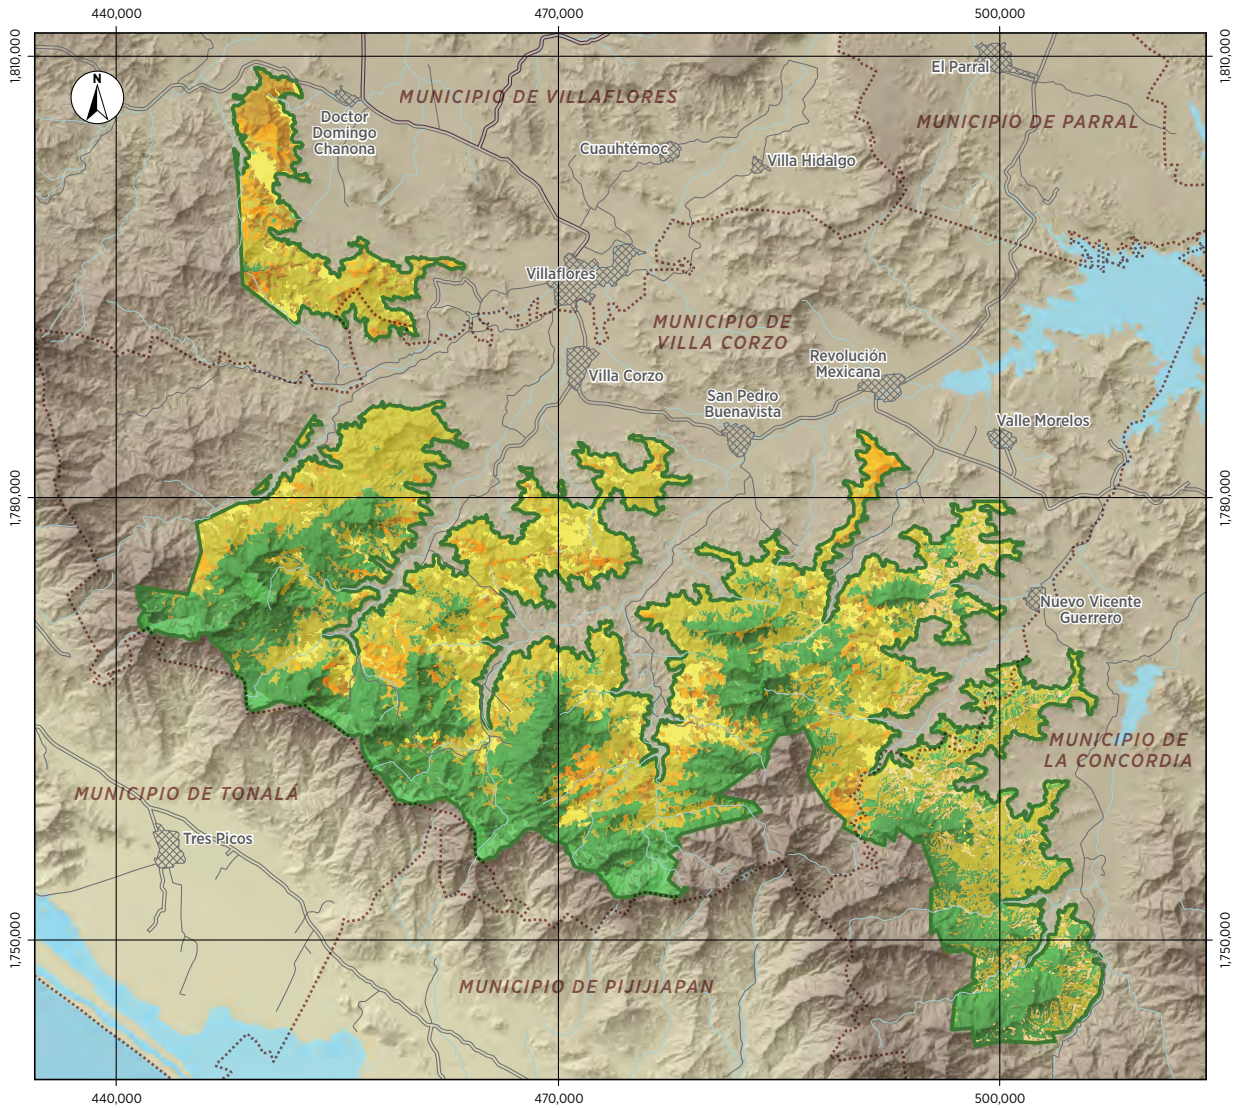 440,000
470,000
500,000
1,810,000
1,810,000
N
El Parral
MUNICIPIO DE VILLAFLORES
Doctor
Domingo
Chanona
MUNICIPIO DE PARRAL
Cuauhtémoc
Villa Hidalgo
Villaflores
MUNICIPIO DE
VILLA CORZO
Revolución
Mexicana
Villa Corzo
San Pedro
Buenavista
Valle Morelos
1,780,000
1,780,000
Nuevo Vicente
Guerrero
MUNICIPIO DE
LA CONCORDIA
MUNICIPIO DE TONALÁ
Tres Picos
1,750,000
1,750,000
MUNICIPIO DE PIJIJIAPAN
440,000
470,000
500,000